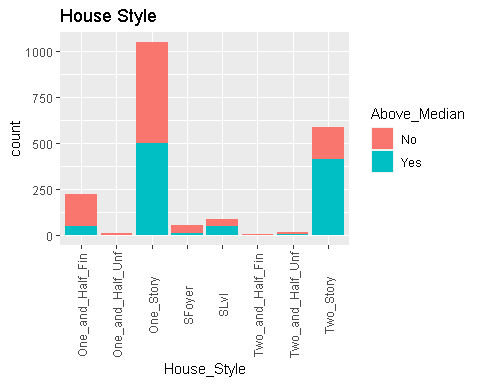 House Style
1000
750
500
250
0
count
One_and_Half_Fin
One_and_Half_Unf
One_Story
SFoyer
SLvl
Two_and_Half_Fin
Two_and_Half_Unf
Two_Story
House_Style
Above_Median
No
Yes